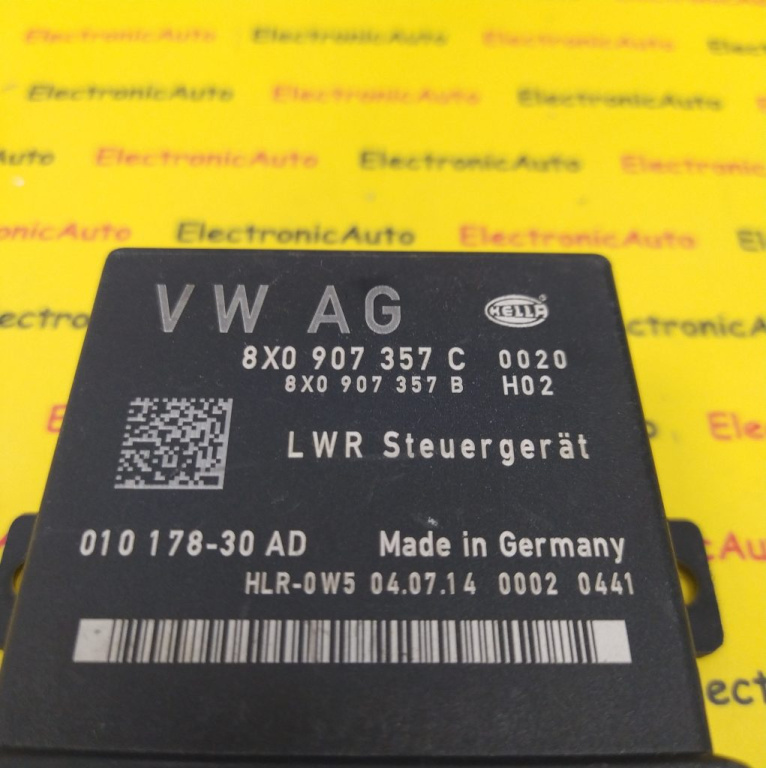 ElectronicAuto ElectronicAuto ElectronicAuto
ElectronicAuto ElectronicAuto ElectronicAuto
ElectronicAuto ElectronicAuto ElectronicAuto
ElectronicAuto ElectronicAuto
VW AG HELLA ®
8X0 907 357 C 0020
8X0 907 357 B H02
LWR Steuergerät
010 178-30 AD Made in Germany
HLR-0W5 04.07.14 0002 0441